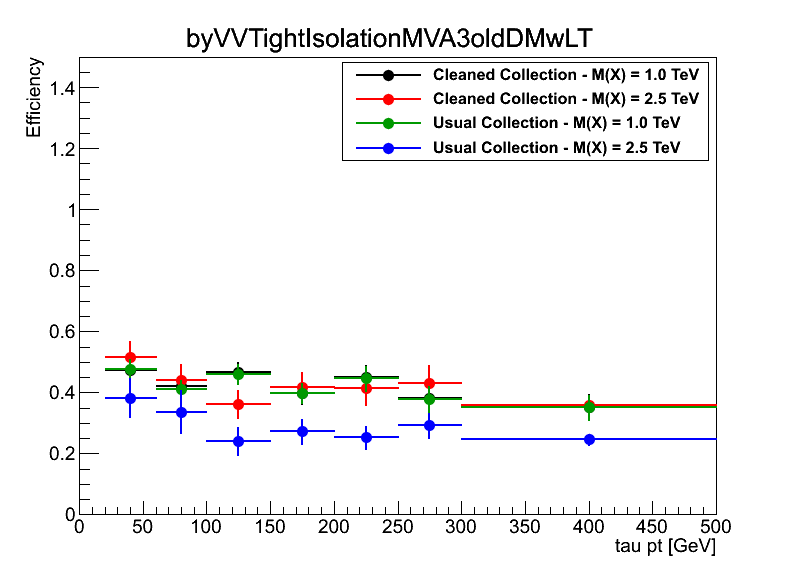 byVVTightIsolationMVA3oldDMwLT
Efficiency
Cleaned Collection - M(X) = 1.0 TeV
Cleaned Collection - M(X) = 2.5 TeV
Usual Collection - M(X) = 1.0 TeV
Usual Collection - M(X) = 2.5 TeV
1.4
1.2
1
0.8
0.6
0.4
0.2
0
0 50 100 150 200 250 300 350 400 450 500
tau pt [GeV]